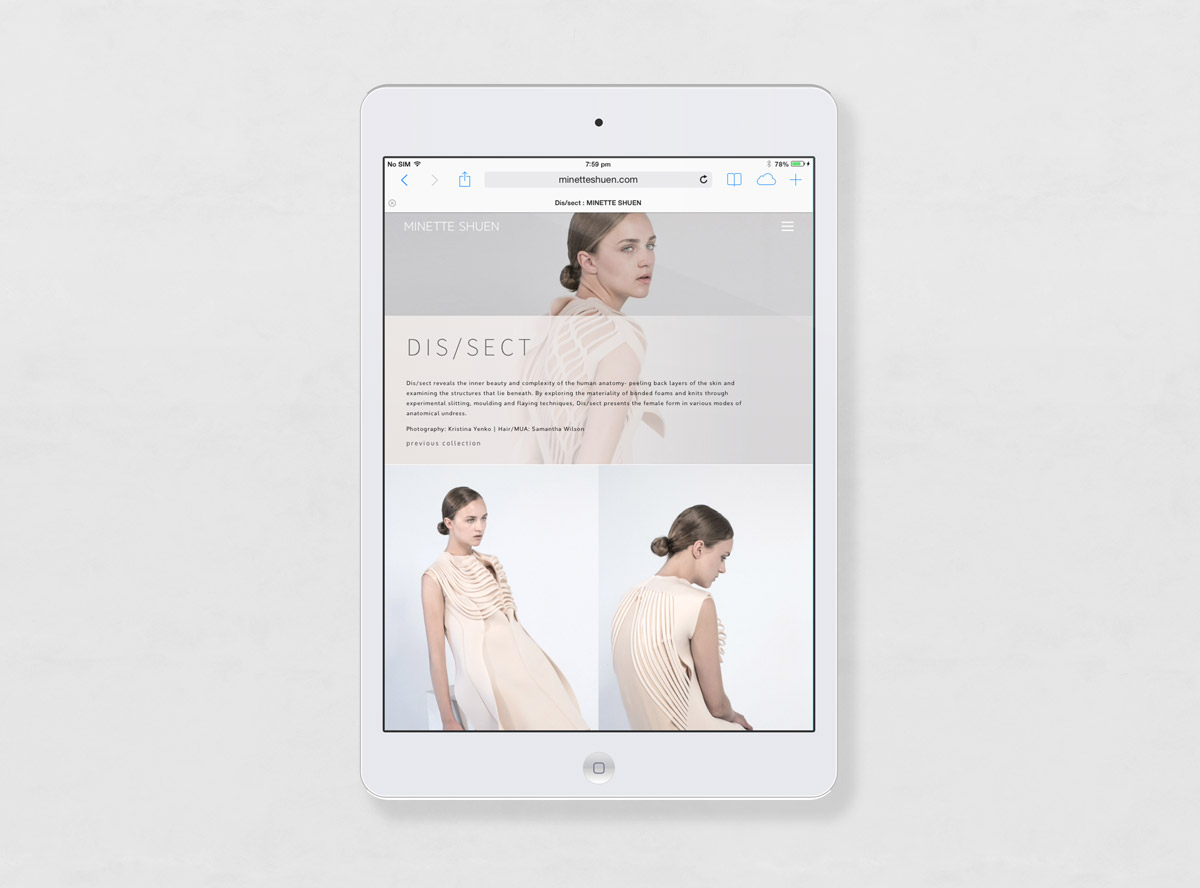 No SIM 7:59 pm 78%
minetteshuen.com
Dis/sect : MINETTE SHUEN
MINETTE SHUEN
DIS/SECT
Dis/sect reveals the inner beauty and complexity of the human anatomy- peeling back layers of the skin and
examining the structures that lie beneath. By exploring the materiality of bonded foams and knits through
experimental slitting, moulding and flaying techniques, Dis/sect presents the female form in various modes of
anatomical undress.
Photography: Kristina Yenko | Hair/MUA: Samantha Wilson
previous collection